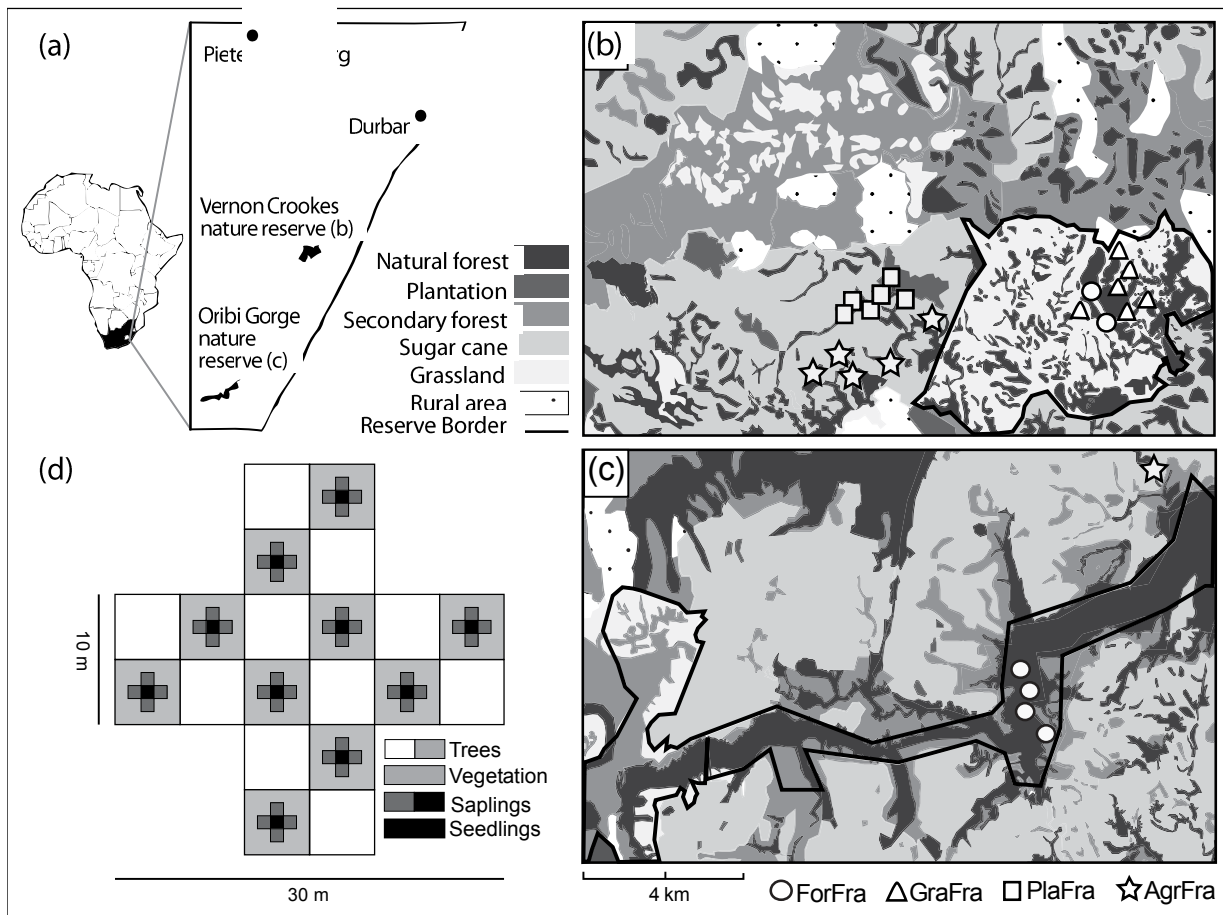 (a)
Piete
g
Durbar
Vernon Crookes
nature reserve (b)
Oribi Gorge
nature
reserve (c)
Natural forest
Plantation
Secondary forest
Sugar cane
Grassland
Rural area
Reserve Border
(b)
(c)
(d)
10 m
30 m
Trees
Vegetation
Saplings
Seedlings
4 km
ForFra
GraFra
PlaFra
AgrFra